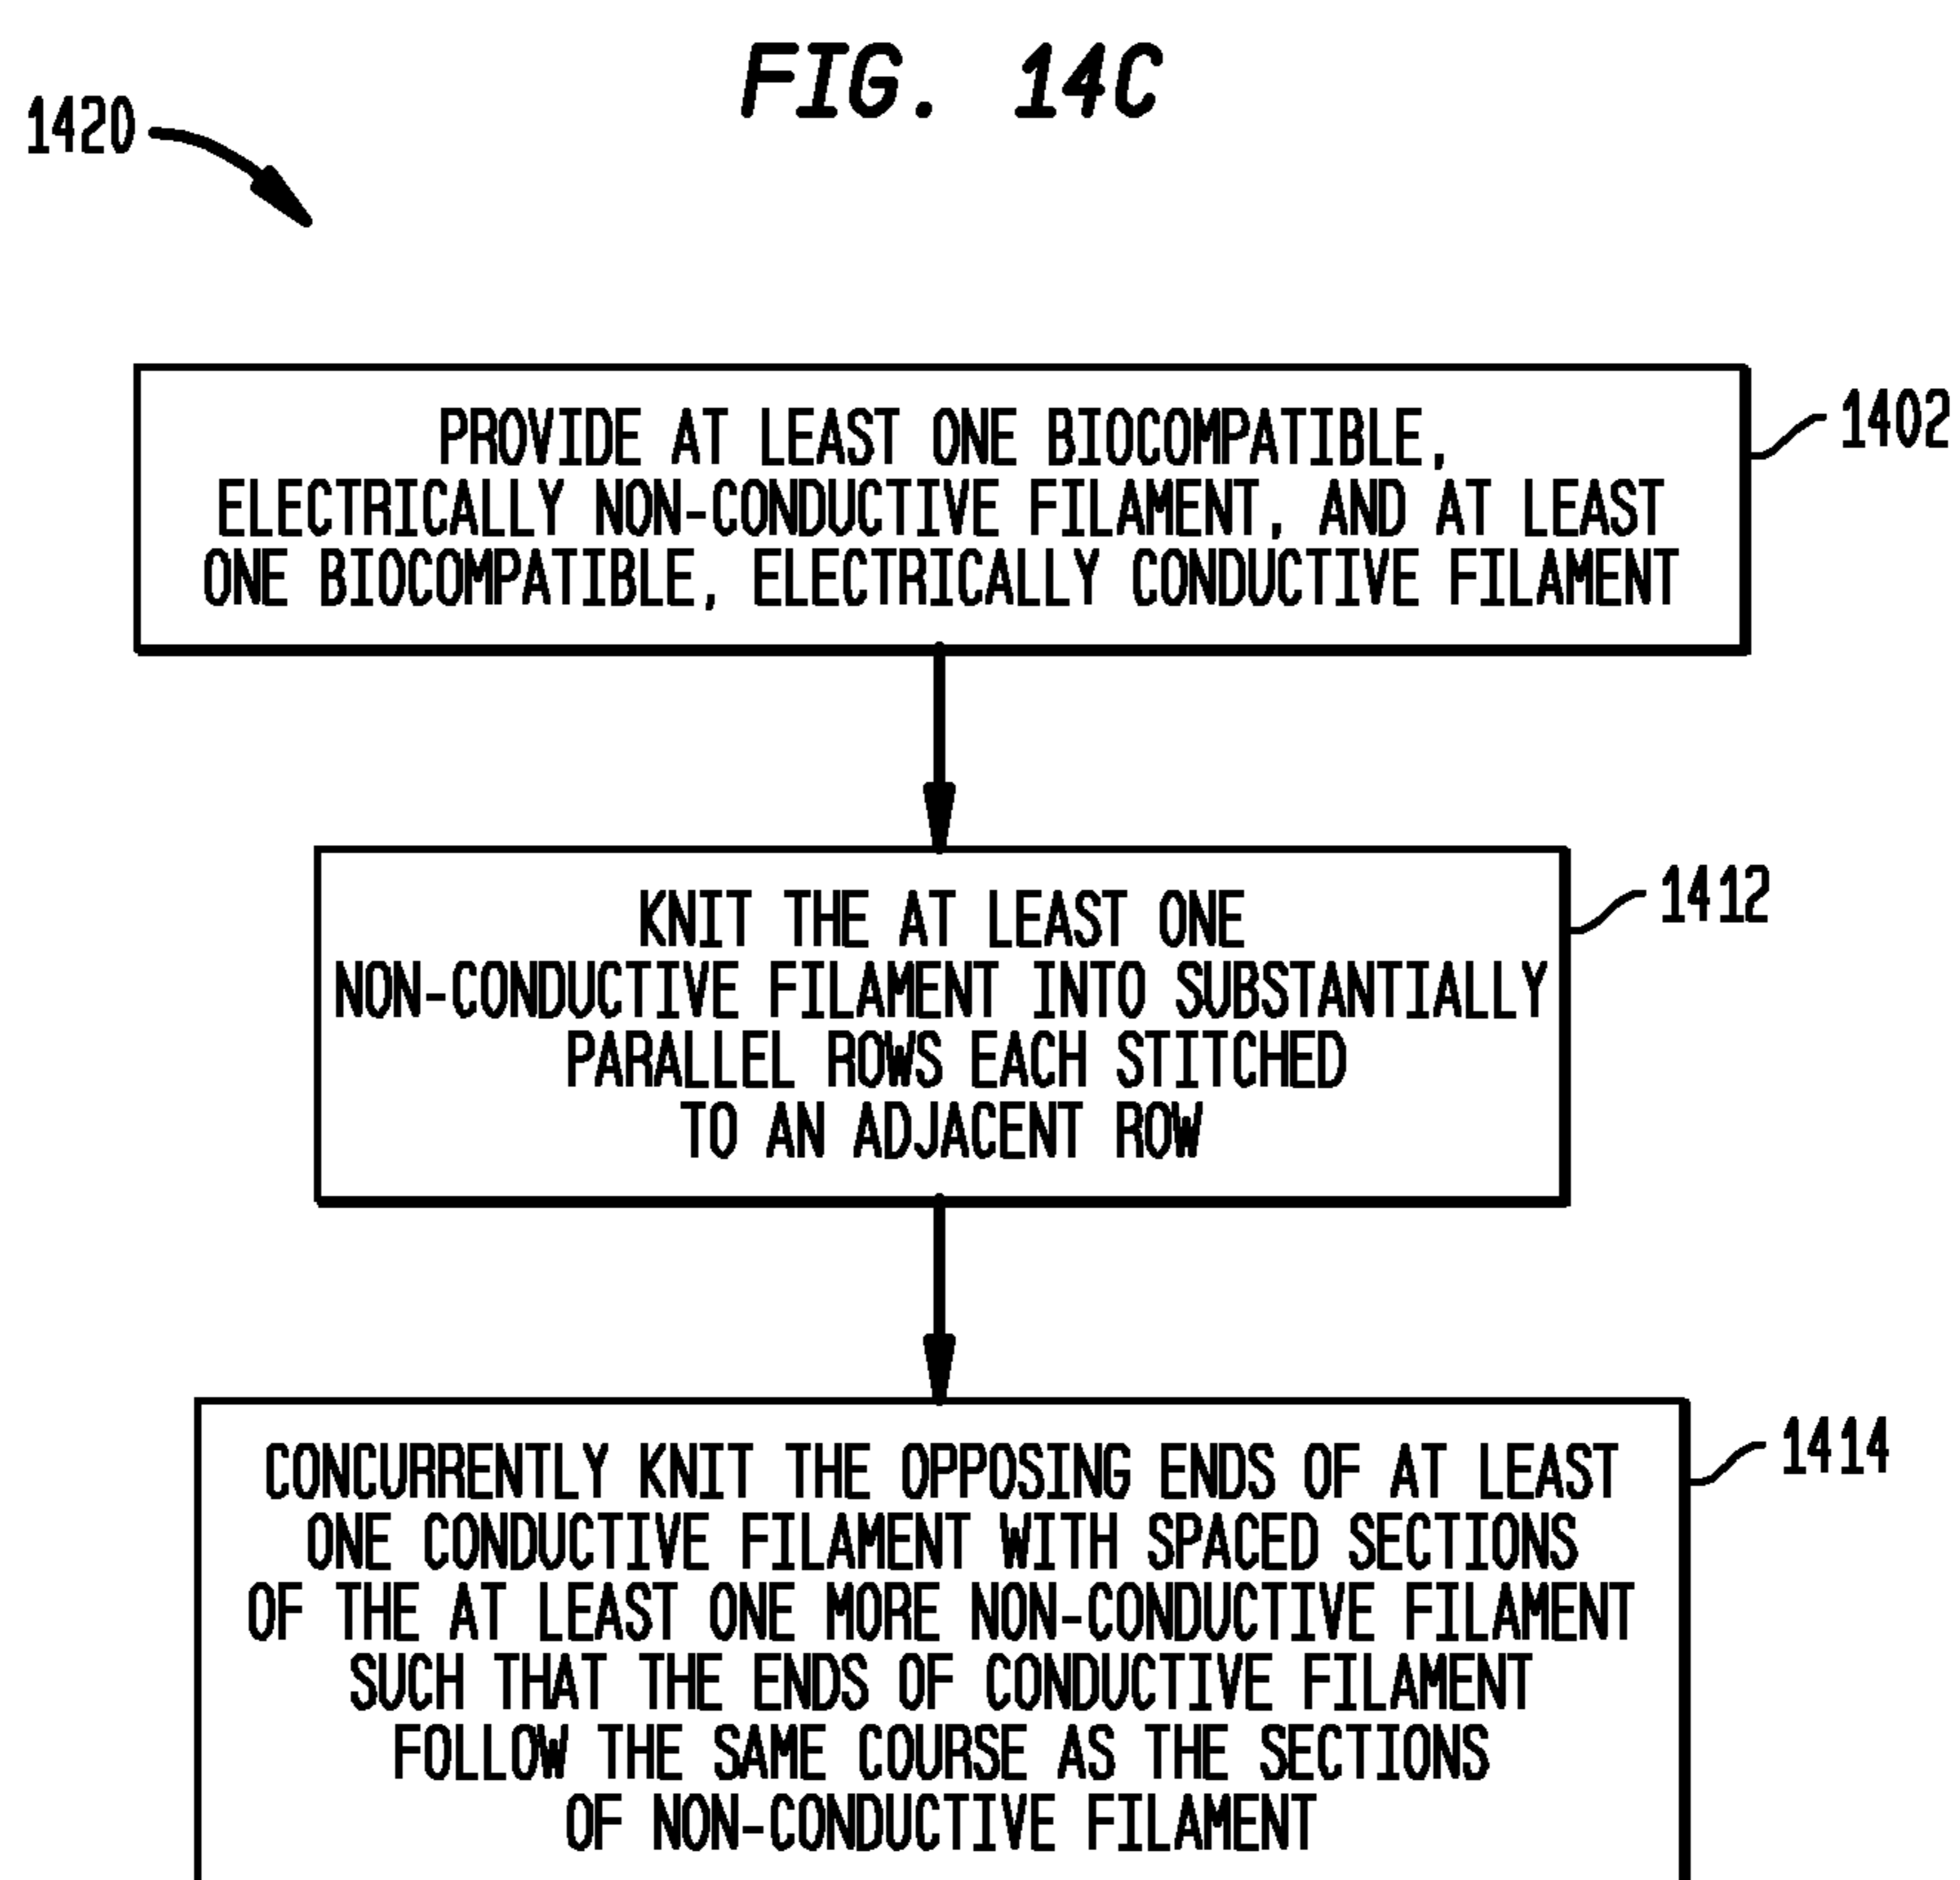 FIG. 14C
1420
PROVIDE AT LEAST ONE BIOCOMPATIBLE,
ELECTRICALLY NON-CONDUCTIVE FILAMENT, AND AT LEAST
ONE BIOCOMPATIBLE, ELECTRICALLY CONDUCTIVE FILAMENT
1402
KNIT THE AT LEAST ONE
NON-CONDUCTIVE FILAMENT INTO SUBSTANTIALLY
PARALLEL ROWS EACH STITCHED
TO AN ADJACENT ROW
1412
CONCURRENTLY KNIT THE OPPOSING ENDS OF AT LEAST
ONE CONDUCTIVE FILAMENT WITH SPACED SECTIONS
OF THE AT LEAST ONE MORE NON-CONDUCTIVE FILAMENT
SUCH THAT THE ENDS OF CONDUCTIVE FILAMENT
FOLLOW THE SAME COURSE AS THE SECTIONS
OF NON-CONDUCTIVE FILAMENT
1414